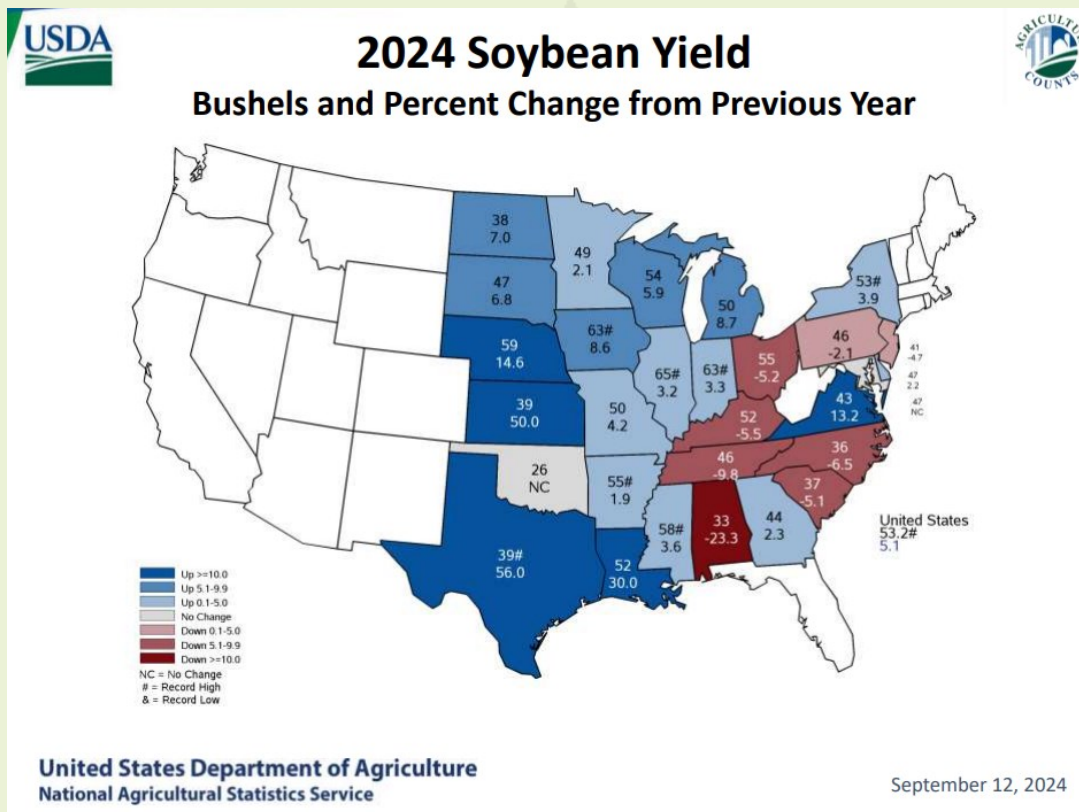 USDA
AGRICULTURE
COUNTS
2024 Soybean Yield
Bushels and Percent Change from Previous Year
38
7.0
49
2.1
47
6.8
54
5.9
50
8.7
53#
3.9
59
14.6
63#
8.6
65#
3.2
63#
3.3
55
-5.2
46
-2.1
41
-4.7
47
2.2
47
NC
39
50.0
50
4.2
52
-5.5
43
13.2
26
NC
55#
1.9
46
-9.8
36
-6.5
37
-5.1
39#
56.0
52
30.0
58#
3.6
33
-23.3
44
2.3
United States
53.2#
5.1
Up >=10.0
Up 5.1-9.9
Up 0.1-5.0
No Change
Down 0.1-5.0
Down 5.1-9.9
Down >=10.0
NC = No Change
# = Record High
& = Record Low
United States Department of Agriculture
National Agricultural Statistics Service
September 12, 2024